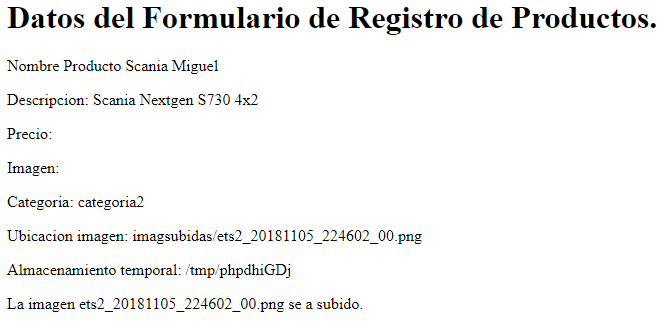 Datos del Formulario de Registro de Productos.
Nombre Producto Scania Miguel
Descripcion: Scania Nextgen S730 4x2
Precio:
Imagen:
Categoria: categoria2
Ubicacion imagen: imagsubidas/ets2_20181105_224602_00.png
Almacenamiento temporal: /tmp/phpdhiGDj
La imagen ets2_20181105_224602_00.png se a subido.